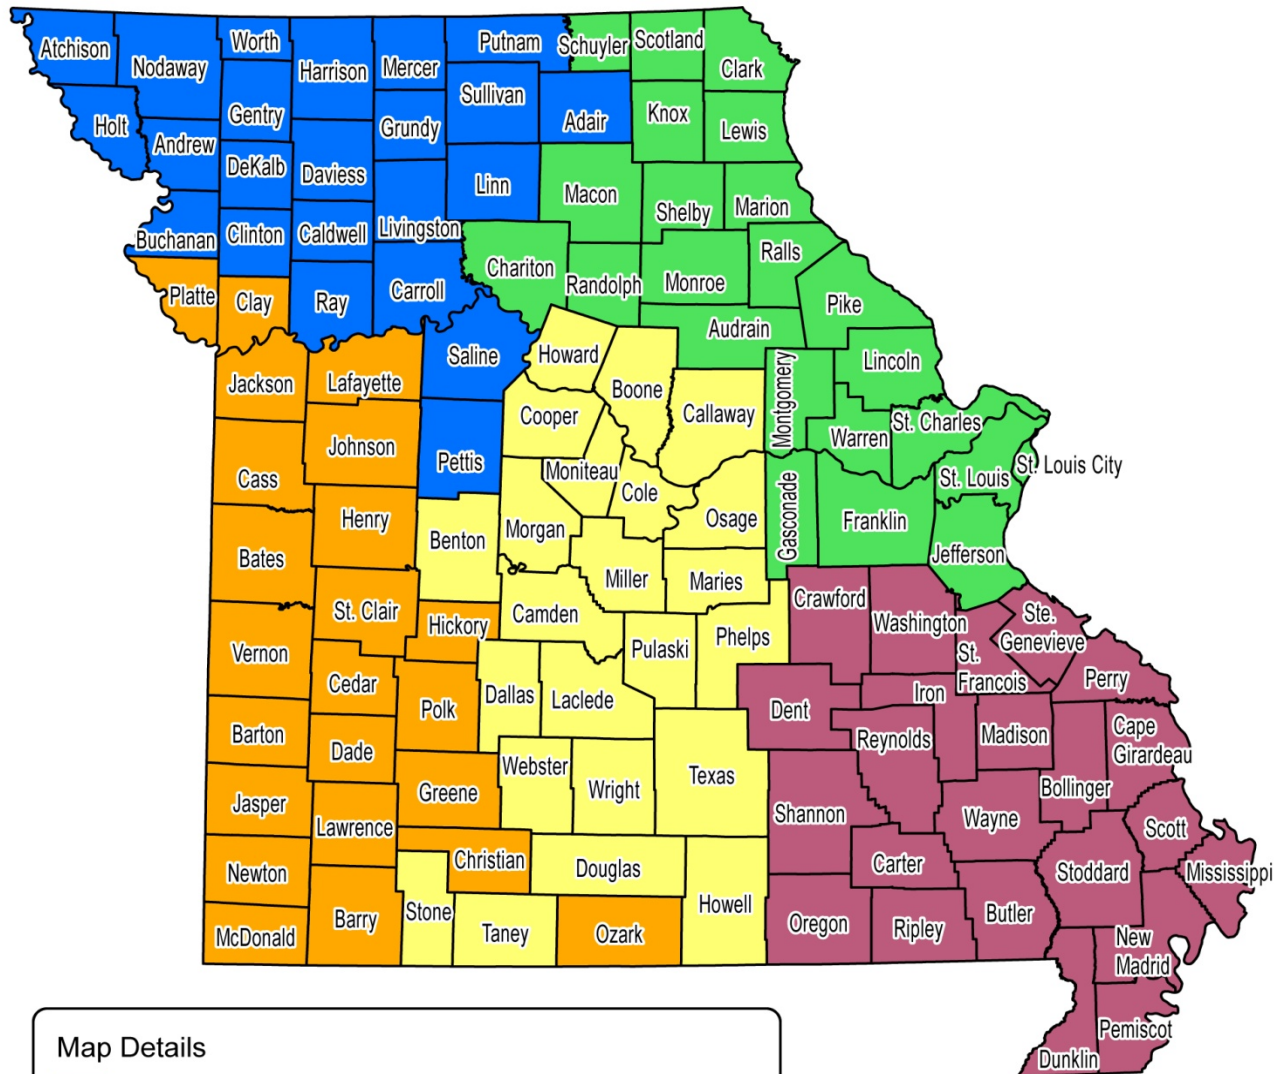 Atchison
Nodaway
Worth
Harrison
Mercer
Putnam
Schuyler
Scotland
Clark
Holt
Andrew
Gentry
Grundy
Sullivan
Adair
Knox
Lewis
DeKalb
Daviess
Linn
Macon
Shelby
Marion
Buchanan
Clinton
Caldwell
Livingston
Chariton
Randolph
Monroe
Ralls
Platte
Clay
Ray
Carroll
Pike
Audrain
Jackson
Lafayette
Saline
Howard
Boone
Callaway
Montgomery
Lincoln
Cass
Johnson
Pettis
Cooper
Moniteau
Cole
Warren
St. Charles
St. Louis
St. Louis City
Bates
Henry
Benton
Morgan
Miller
Osage
Maries
Gasconade
Franklin
Jefferson
Vernon
St. Clair
Hickory
Camden
Pulaski
Phelps
Crawford
Washington
St.
Francois
Ste.
Genevieve
Perry
Barton
Cedar
Polk
Dallas
Laclede
Dent
Iron
Reynolds
Madison
Cape
Girardeau
Jasper
Dade
Greene
Webster
Wright
Texas
Shannon
Wayne
Bollinger
Scott
Mississippi
Newton
Lawrence
Christian
Douglas
Howell
Carter
Stoddard
McDonald
Barry
Stone
Taney
Ozark
Oregon
Ripley
Butler
New
Madrid
Pemiscot
Dunklin
Map Details